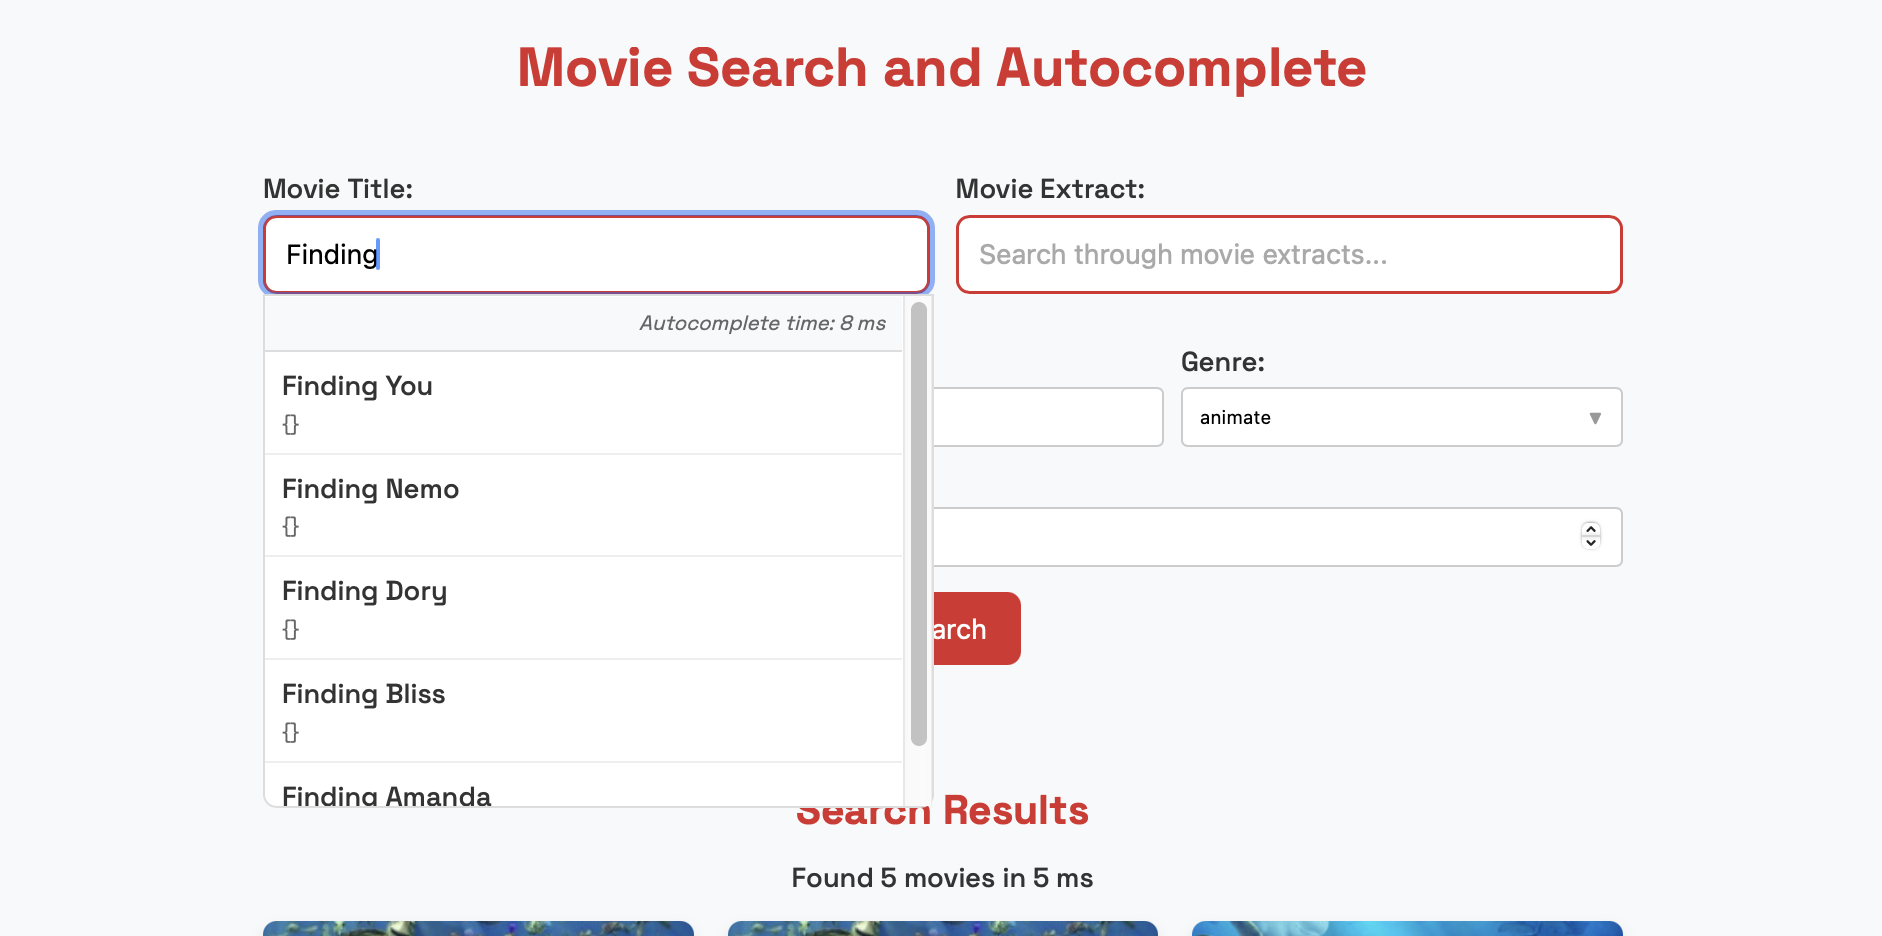 Movie Search and Autocomplete
Movie Title:
Movie Extract:
Finding
Search through movie extracts...
Autocomplete time: 8 ms
Finding You
{}
Genre:
animate
Finding Nemo
{}
Finding Dory
{}
arch
Finding Bliss
{}
Finding Amanda
Search Results
Found 5 movies in 5 ms